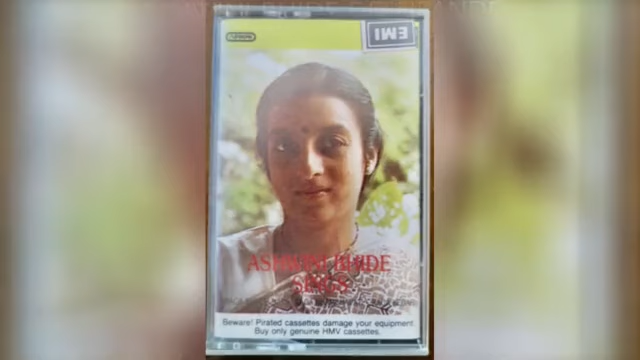 EMI
ASHWINI BHIDE
SINGS
Beware! Pirated cassettes damage your equipment.
Buy only genuine HMV cassettes.